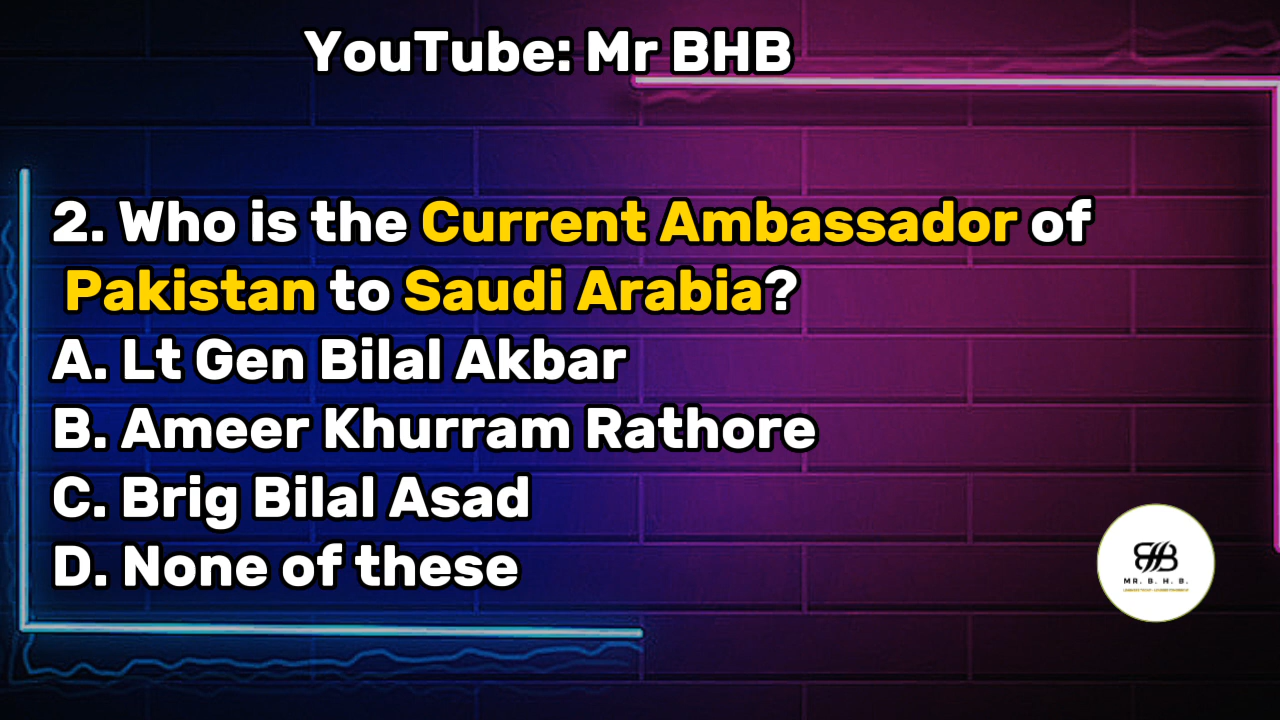 YouTube: Mr BHB
2. Who is the Current Ambassador of
Pakistan to Saudi Arabia?
A. Lt Gen Bilal Akbar
B. Ameer Khurram Rathore
C. Brig Bilal Asad
D. None of these
MR. B. H. B.